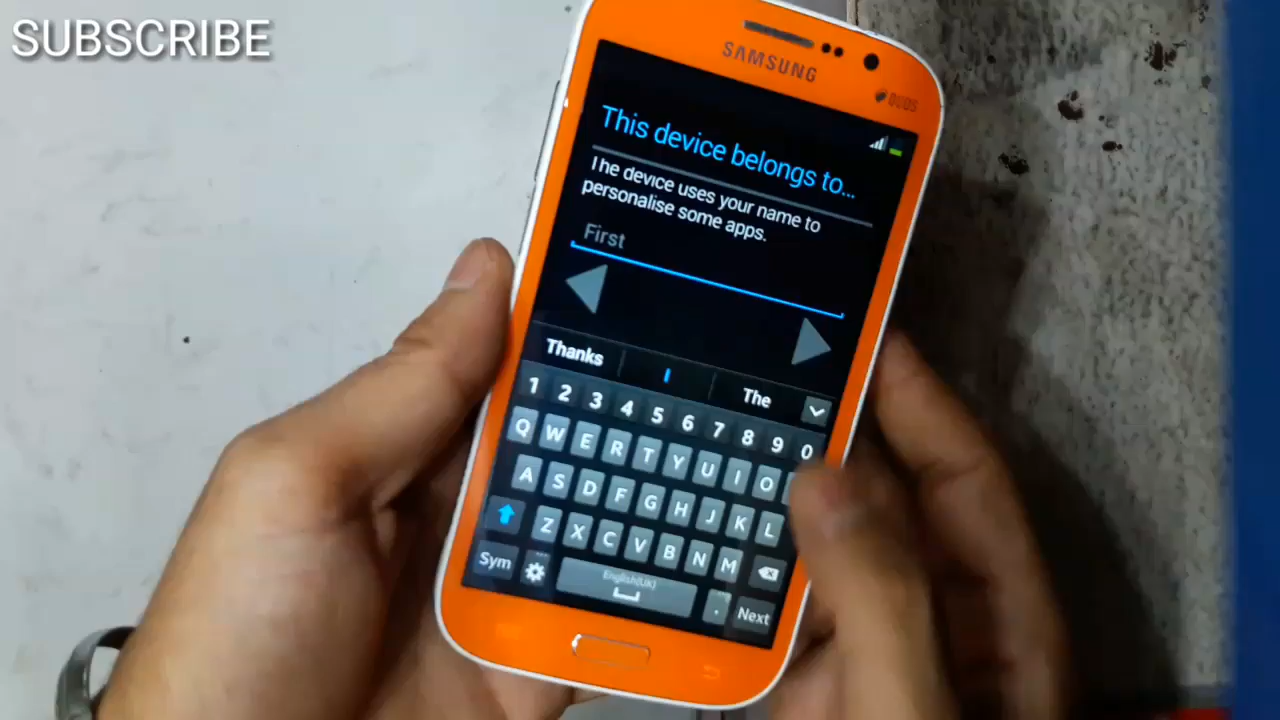 SUBSCRIBE
SAMSUNG
DUOS
This device belongs to...
The device uses your name to
personalise some apps.
First
Thanks I The
1 2 3 4 5 6 7 8 9 0
Q W E R T Y U I O
A S D F G H J K L
Z X C V B N M
Sym English(UK) . Next